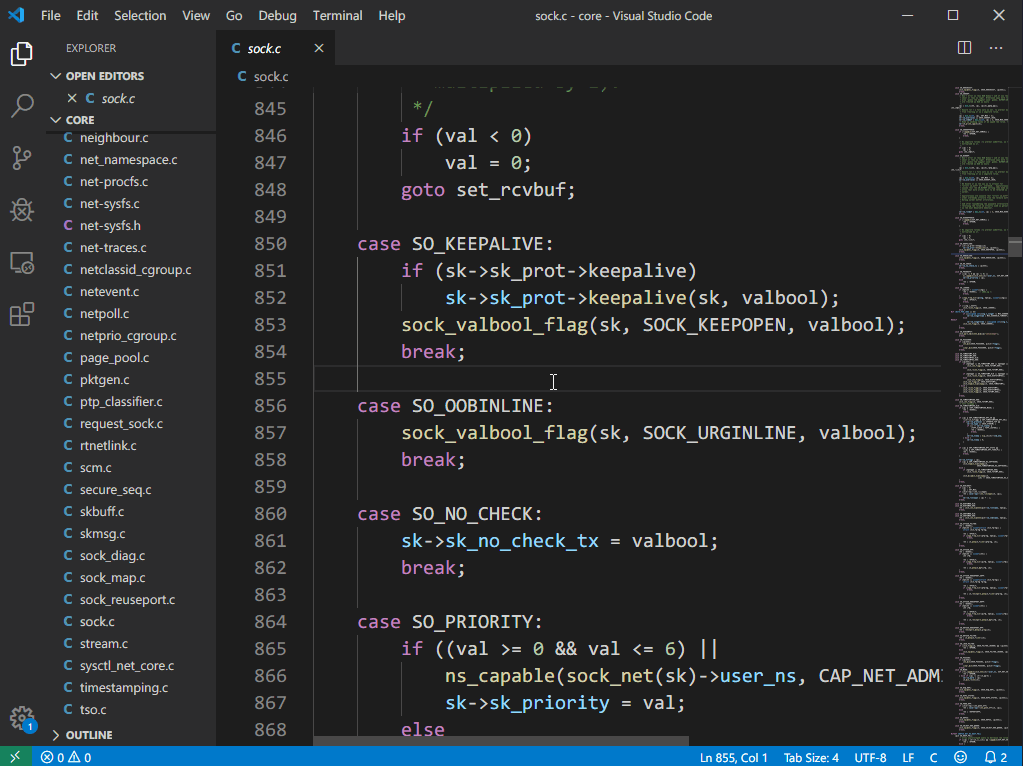 File Edit Selection View Go Debug Terminal Help sock.c - core - Visual Studio Code
EXPLORER
OPEN EDITORS
C sock.c
CORE
C neighbour.c
C net_namespace.c
C net-procfs.c
C net-sysfs.c
C net-sysfs.h
C net-traces.c
C netclassid_cgroup.c
C netevent.c
C netpoll.c
C netprio_cgroup.c
C page_pool.c
C pktgen.c
C ptp_classifier.c
C request_sock.c
C rtnetlink.c
C scm.c
C secure_seq.c
C skbuff.c
C skmsg.c
C sock_diag.c
C sock_map.c
C sock_reuseport.c
C sock.c
C stream.c
C sysctl_net_core.c
C timestamping.c
C tso.c
OUTLINE
1
C sock.c
C sock.c
845 */
846 if (val < 0)
847 val = 0;
848 goto set_rcvbuf;
849
850 case SO_KEEPALIVE:
851 if (sk->sk_prot->keepalive)
852 sk->sk_prot->keepalive(sk, valbool);
853 sock_valbool_flag(sk, SOCK_KEEPOPEN, valbool);
854 break;
855
856 case SO_OOBINLINE:
857 sock_valbool_flag(sk, SOCK_URGINLINE, valbool);
858 break;
859
860 case SO_NO_CHECK:
861 sk->sk_no_check_tx = valbool;
862 break;
863
864 case SO_PRIORITY:
865 if ((val >= 0 && val <= 6) ||
866 ns_capable(sock_net(sk)->user_ns, CAP_NET_ADM
867 sk->sk_priority = val;
868 else
0 0 Ln 855, Col 1 Tab Size: 4 UTF-8 LF C 2